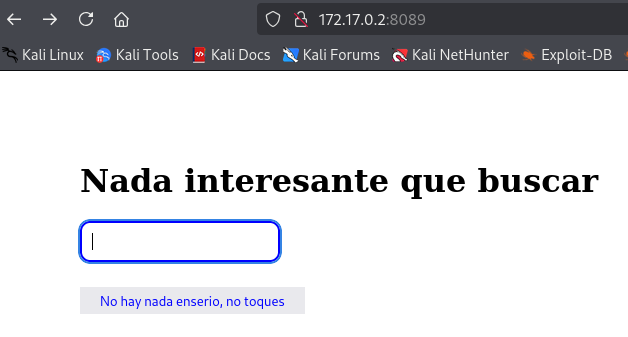 172.17.0.2:8089
Kali Linux Kali Tools Kali Docs Kali Forums Kali NetHunter Exploit-DB
Nada interesante que buscar
No hay nada enserio, no toques